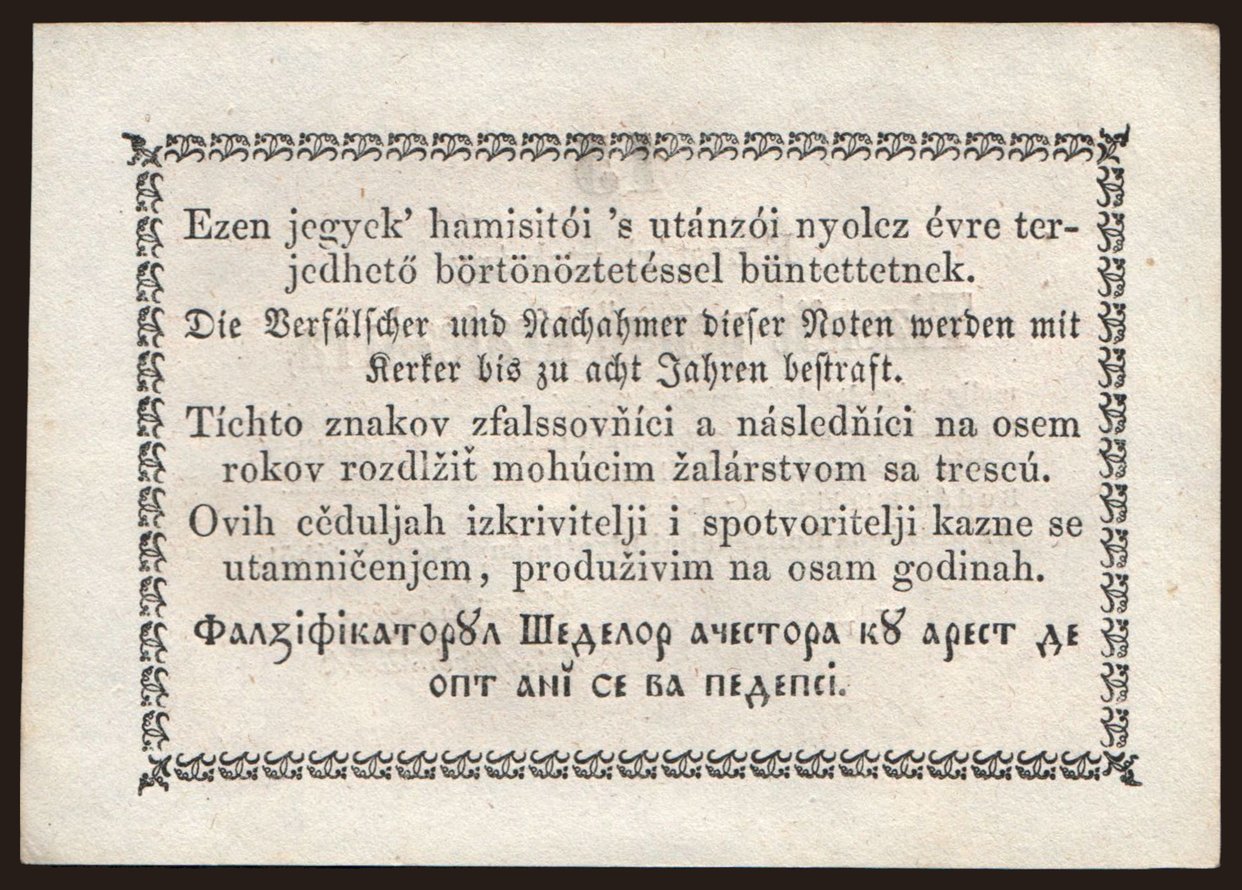 Ezen jegyek’ hamisitói ’s utánzói nyolcz évre ter-
jedhető börtönöztetéssel büntettetnek.
Die Verfälscher und Nachahmer dieser Noten werden mit
Kerker bis zu acht Jahren bestraft.
Tíchto znakov zfalssovňíci a následňíci na osem
rokov rozdlžiť mohúcim žalárstvom sa trescú.
Ovih cěduljah izkrivitelji i spotvoritelji kazne se
utamničenjem, produživim na osam godinah.
Фалꙁіфікаторꙋл Шеделор ачестора кꙋ арест де
опт анĭ се ва педепсі.